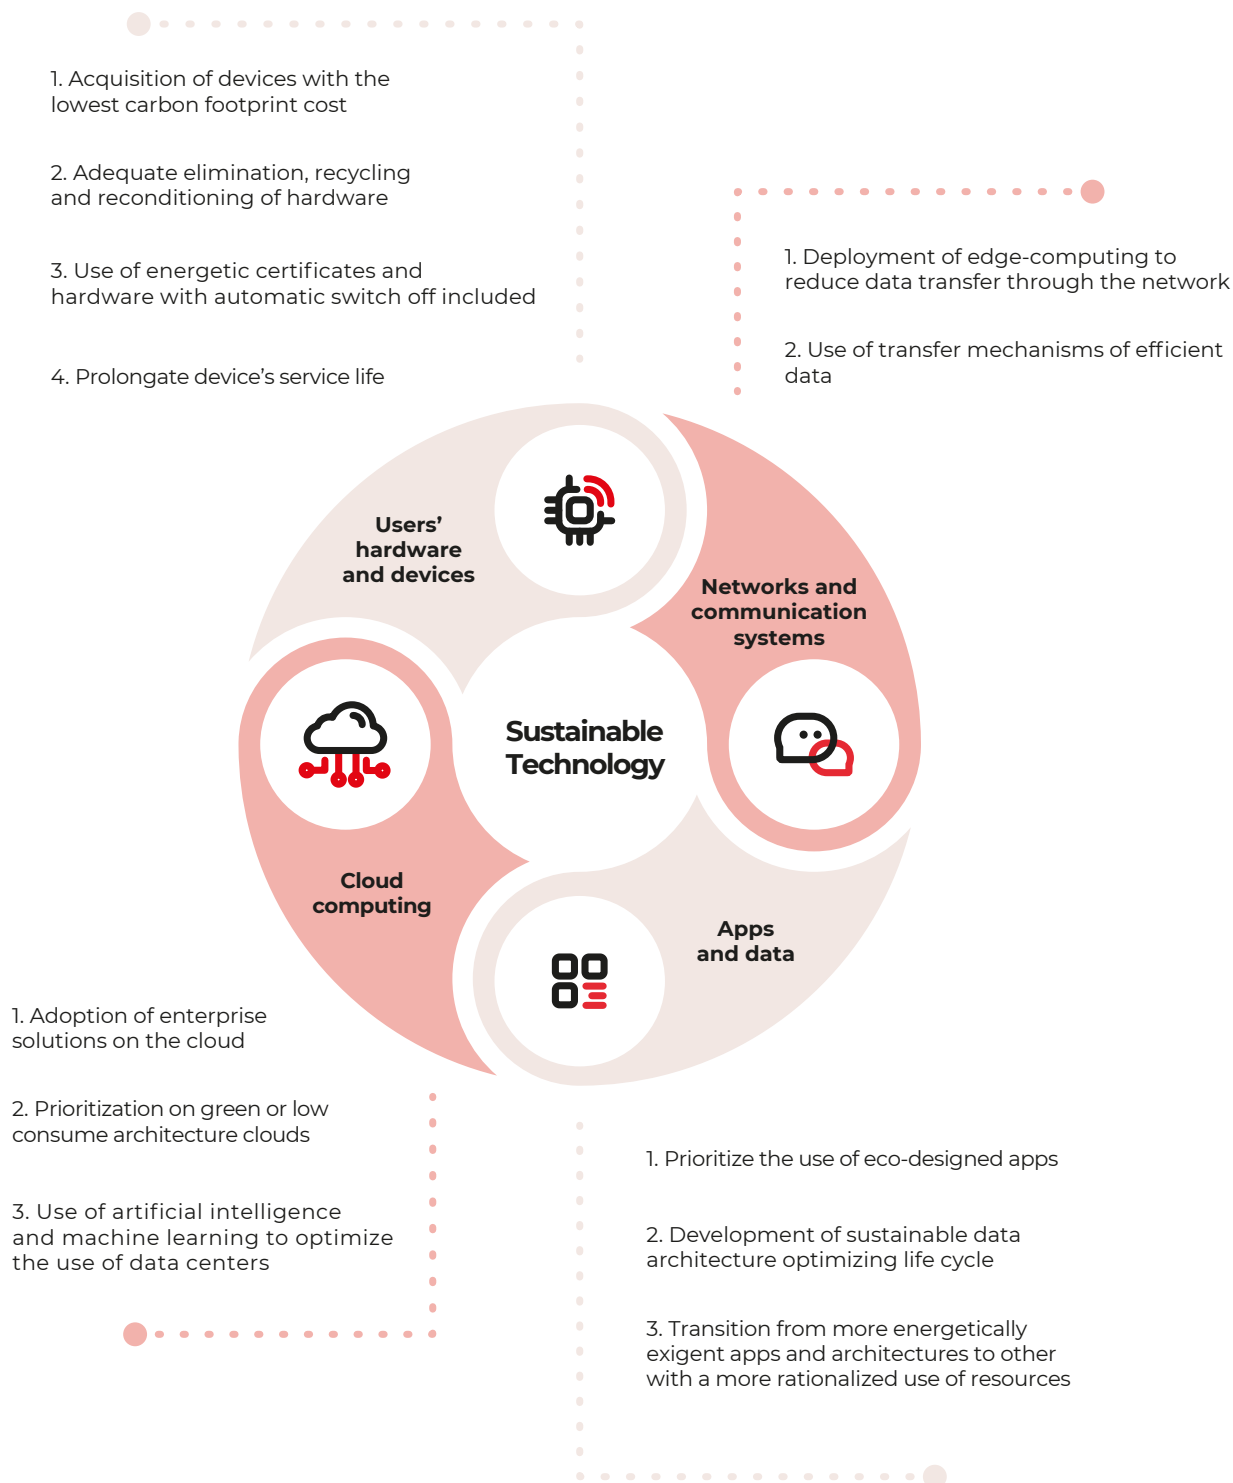 1. Acquisition of devices with the
lowest carbon footprint cost
2. Adequate elimination, recycling
and reconditioning of hardware
3. Use of energetic certificates and
hardware with automatic switch off included
4. Prolongate device’s service life
1. Deployment of edge-computing to
reduce data transfer through the network
2. Use of transfer mechanisms of efficient
data
Users’
hardware
and devices
Networks and
communication
systems
Sustainable
Technology
Cloud
computing
Apps
and data
1. Adoption of enterprise
solutions on the cloud
2. Prioritization on green or low
consume architecture clouds
3. Use of artificial intelligence
and machine learning to optimize
the use of data centers
1. Prioritize the use of eco-designed apps
2. Development of sustainable data
architecture optimizing life cycle
3. Transition from more energetically
exigent apps and architectures to other
with a more rationalized use of resources